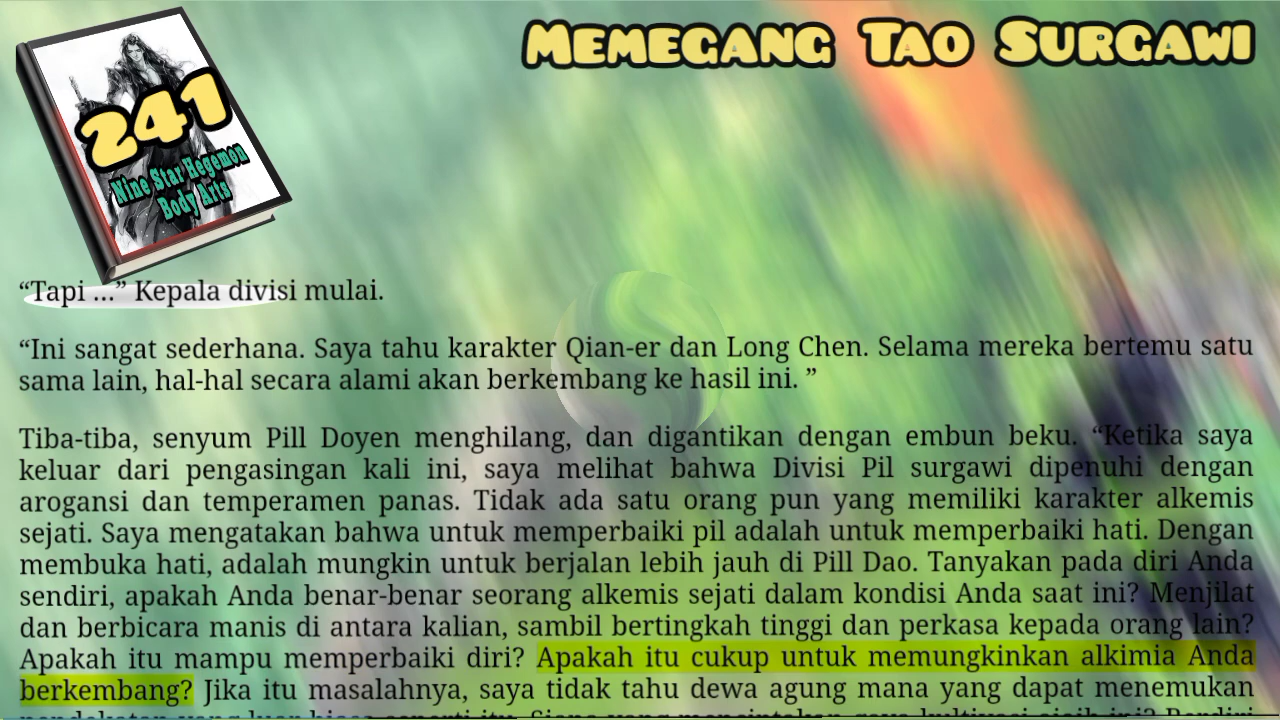 Memegang Tao Surgawi
241
Nine Star Hegemon
Body Arts
“Tapi ...” Kepala divisi mulai.
“Ini sangat sederhana. Saya tahu karakter Qian-er dan Long Chen. Selama mereka bertemu satu
sama lain, hal-hal secara alami akan berkembang ke hasil ini. ”
Tiba-tiba, senyum Pill Doyen menghilang, dan digantikan dengan embun beku. “Ketika saya
keluar dari pengasingan kali ini, saya melihat bahwa Divisi Pil surgawi dipenuhi dengan
arogansi dan temperamen panas. Tidak ada satu orang pun yang memiliki karakter alkemis
sejati. Saya mengatakan bahwa untuk memperbaiki pil adalah untuk memperbaiki hati. Dengan
membuka hati, adalah mungkin untuk berjalan lebih jauh di Pill Dao. Tanyakan pada diri Anda
sendiri, apakah Anda benar-benar seorang alkemis sejati dalam kondisi Anda saat ini? Menjilat
dan berbicara manis di antara kalian, sambil bertingkah tinggi dan perkasa kepada orang lain?
Apakah itu mampu memperbaiki diri? Apakah itu cukup untuk memungkinkan alkimia Anda
berkembang? Jika itu masalahnya, saya tidak tahu dewa agung mana yang dapat menemukan